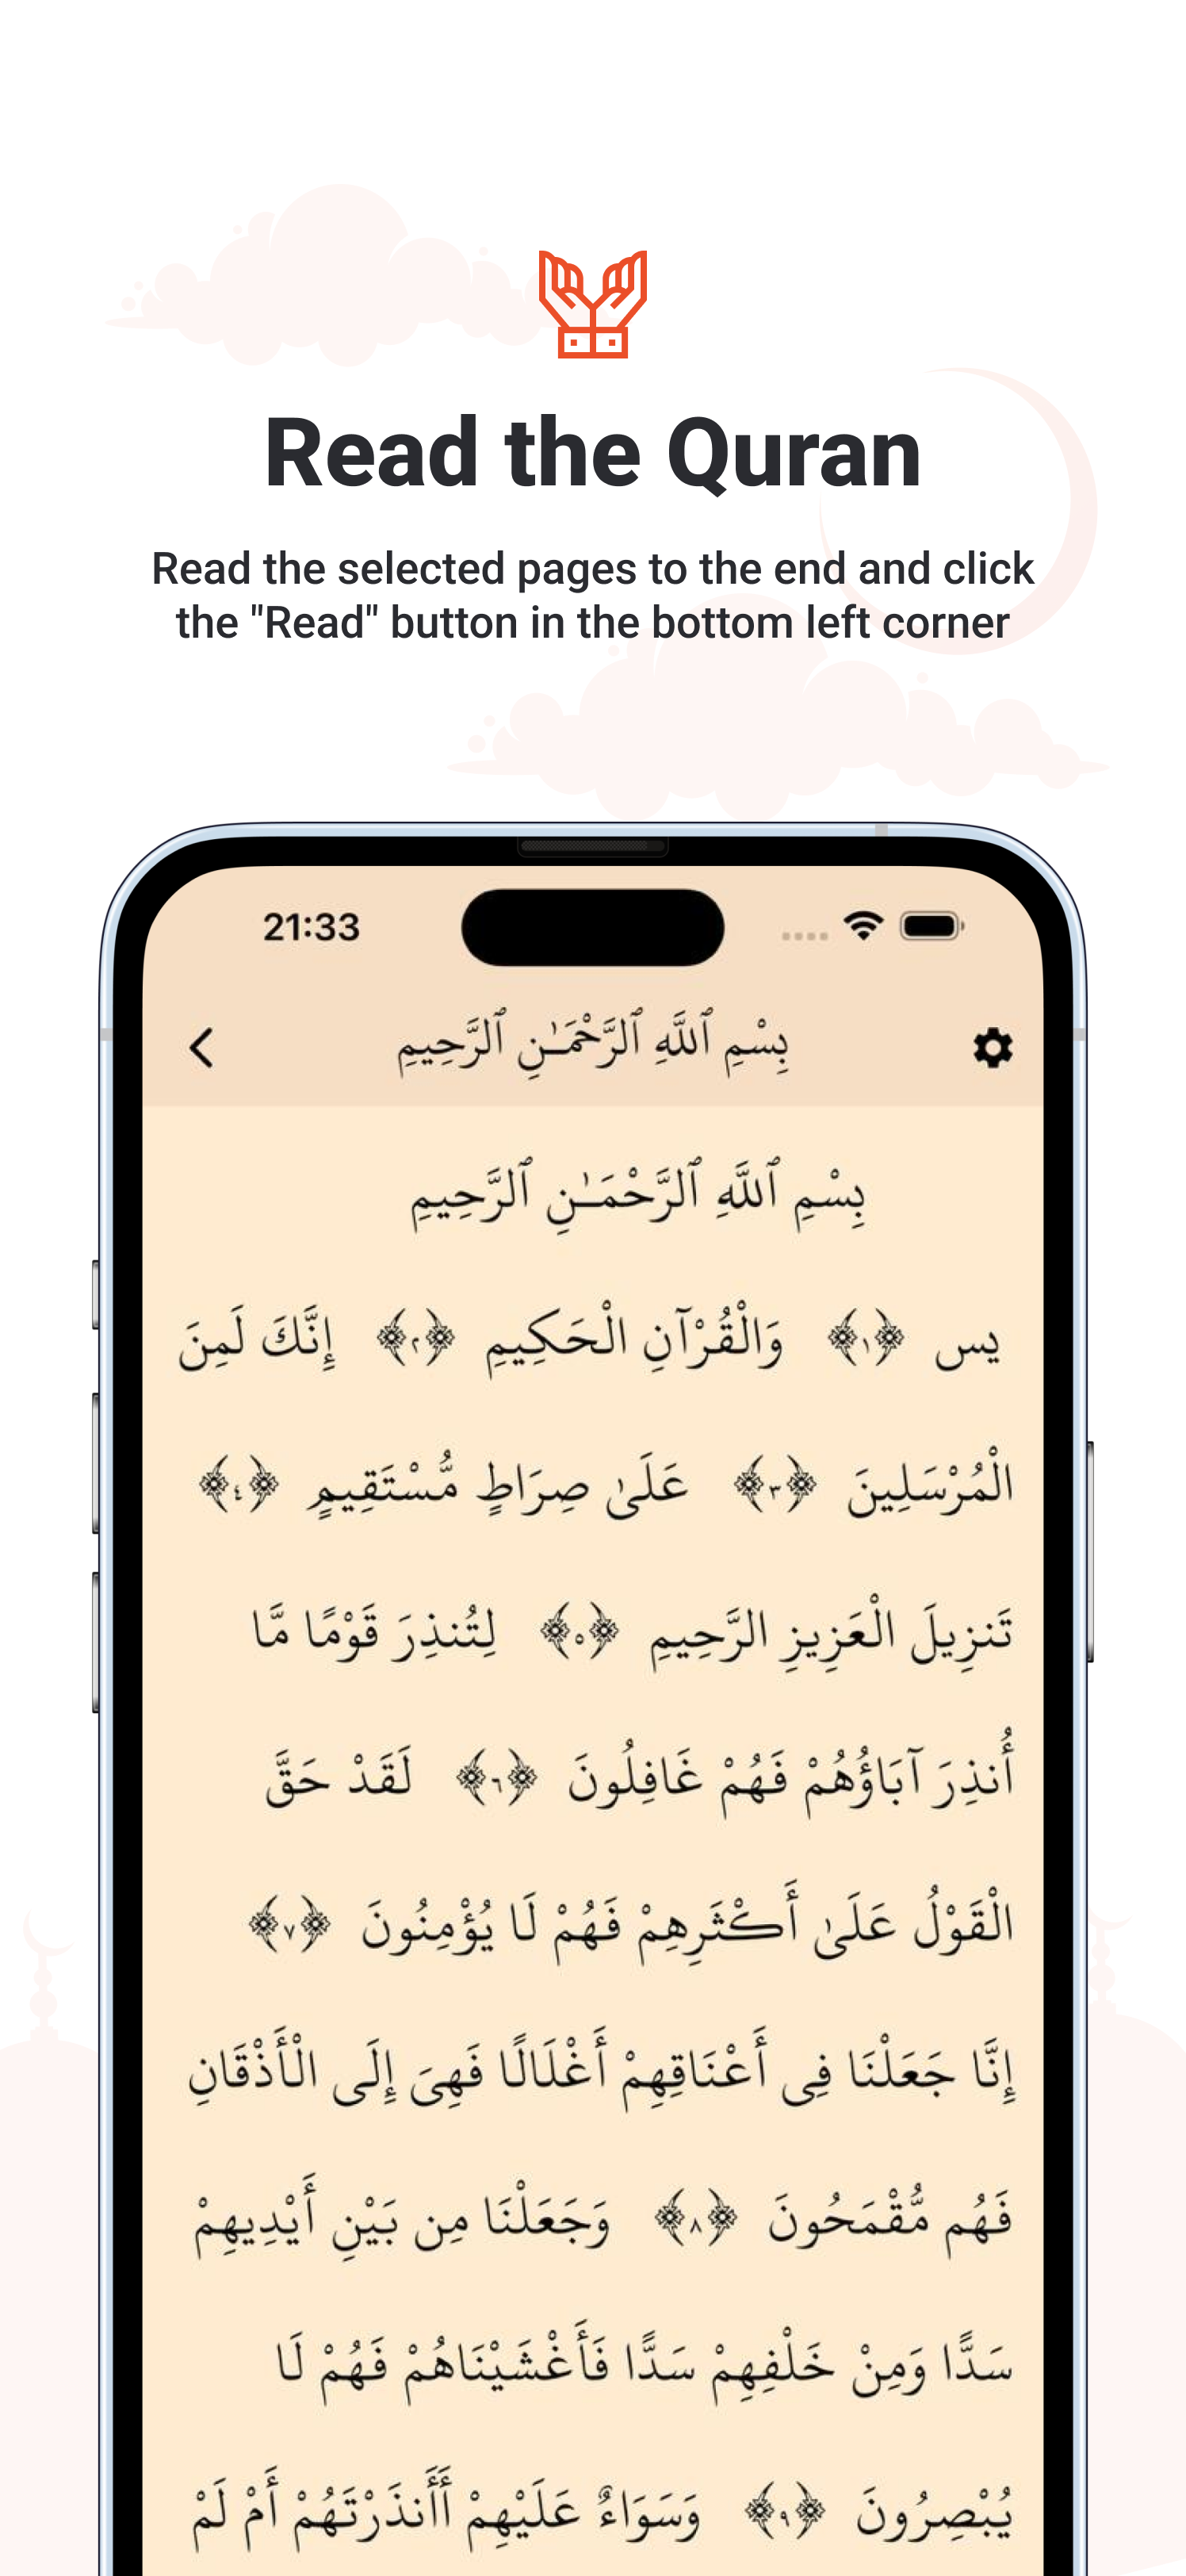 Read the Quran
Read the selected pages to the end and click
the "Read" button in the bottom left corner
21:33
بِسْمِ ٱللَّهِ ٱلرَّحْمَـٰنِ ٱلرَّحِيمِ
بِسْمِ ٱللَّهِ ٱلرَّحْمَـٰنِ ٱلرَّحِيمِ
يس ﴿١﴾ وَالْقُرْآنِ الْحَكِيمِ ﴿٢﴾ إِنَّكَ لَمِنَ
الْمُرْسَلِينَ ﴿٣﴾ عَلَىٰ صِرَاطٍ مُّسْتَقِيمٍ ﴿٤﴾
تَنزِيلَ الْعَزِيزِ الرَّحِيمِ ﴿٥﴾ لِتُنذِرَ قَوْمًا مَّا
أُنذِرَ آبَاؤُهُمْ فَهُمْ غَافِلُونَ ﴿٦﴾ لَقَدْ حَقَّ
الْقَوْلُ عَلَىٰ أَكْثَرِهِمْ فَهُمْ لَا يُؤْمِنُونَ ﴿٧﴾
إِنَّا جَعَلْنَا فِى أَعْنَاقِهِمْ أَغْلَالًا فَهِىَ إِلَى الْأَذْقَانِ
فَهُم مُّقْمَحُونَ ﴿٨﴾ وَجَعَلْنَا مِن بَيْنِ أَيْدِيهِمْ
سَدًّا وَمِنْ خَلْفِهِمْ سَدًّا فَأَغْشَيْنَاهُمْ فَهُمْ لَا
يُبْصِرُونَ ﴿٩﴾ وَسَوَاءٌ عَلَيْهِمْ أَأَنذَرْتَهُمْ أَمْ لَمْ